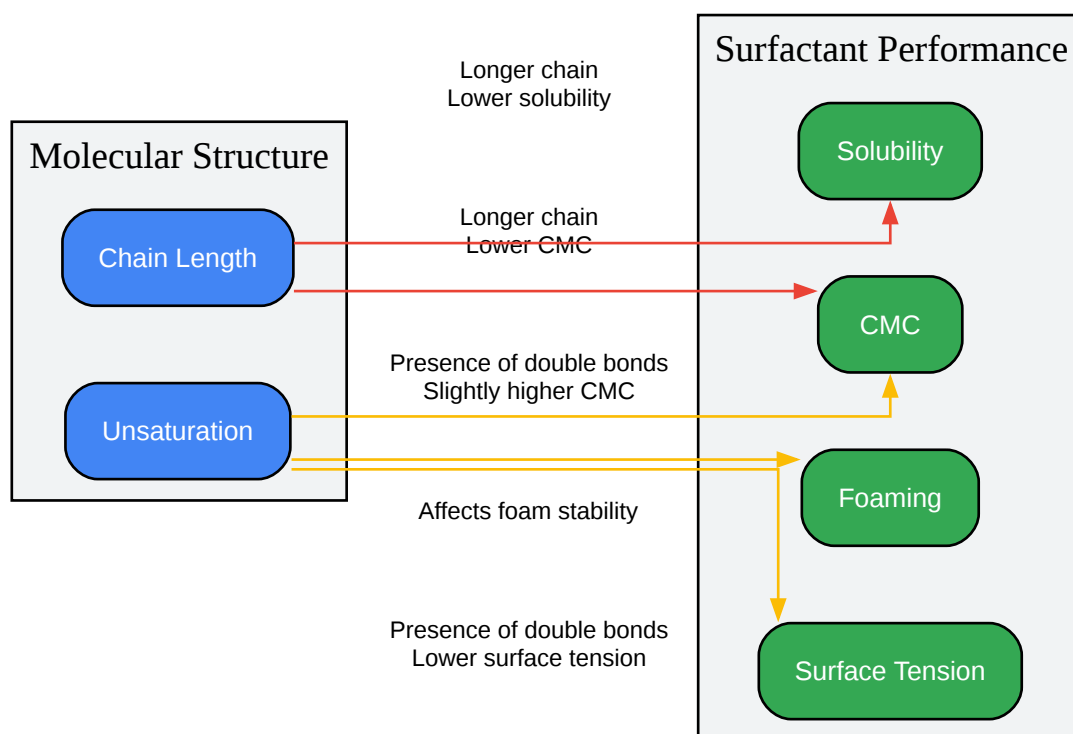 Surfactant Performance
Longer chain
Lower solubility
Solubility
Molecular Structure
Longer chain
Lower CMC
Chain Length
CMC
Presence of double bonds
Slightly higher CMC
Unsaturation
Foaming
Affects foam stability
Presence of double bonds
Lower surface tension
Surface Tension